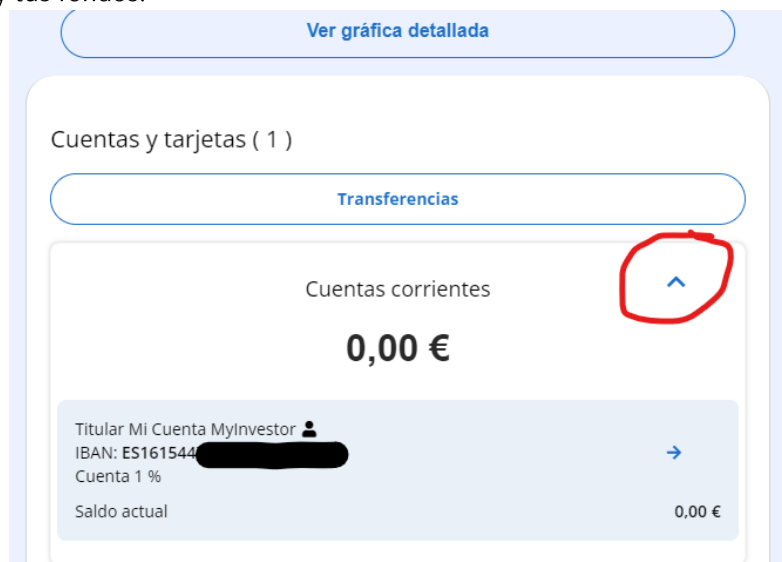 Ver gráfica detallada
Cuentas y tarjetas ( 1 )
Transferencias
Cuentas corrientes
0,00 €
Titular Mi Cuenta MyInvestor
IBAN: ES161544
Cuenta 1 %
Saldo actual 0,00 €